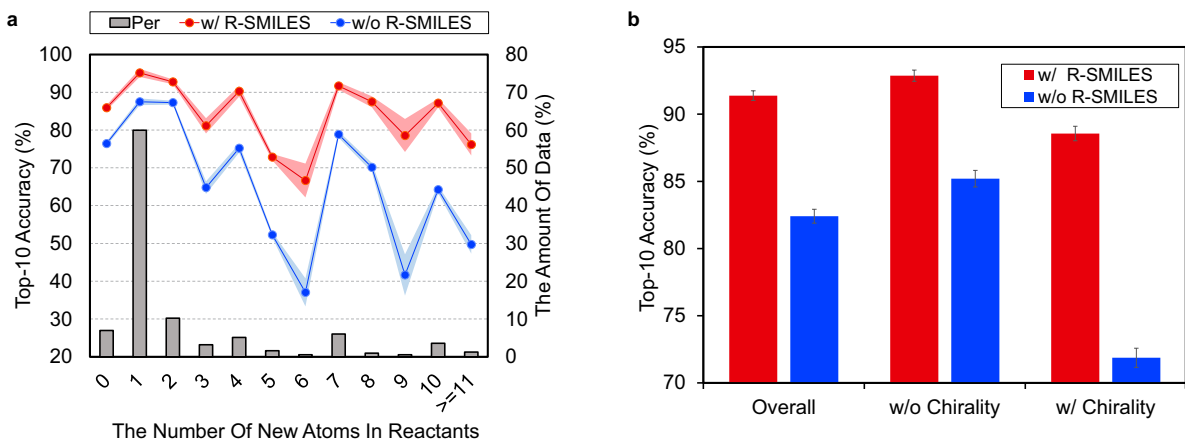 a
Per
w/ R-SMILES
w/o R-SMILES
Top-10 Accuracy (%)
100
90
80
70
60
50
40
30
20
80
70
60
50
40
30
20
10
0
The Amount Of Data (%)
0
1
2
3
4
5
6
7
8
9
10
>=11
The Number Of New Atoms In Reactants
b
Top-10 Accuracy (%)
95
90
85
80
75
70
w/ R-SMILES
w/o R-SMILES
Overall
w/o Chirality
w/ Chirality